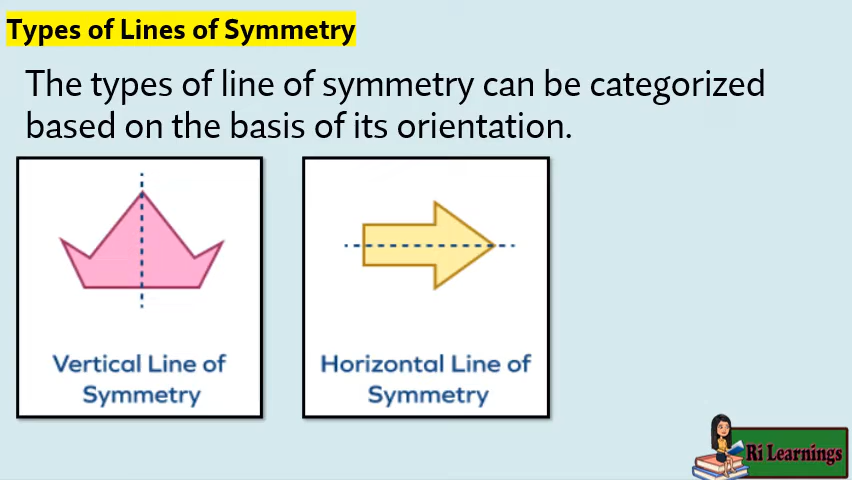 Types of Lines of Symmetry
The types of line of symmetry can be categorized
based on the basis of its orientation.
Vertical Line of
Symmetry
Horizontal Line of
Symmetry
Ri Learnings